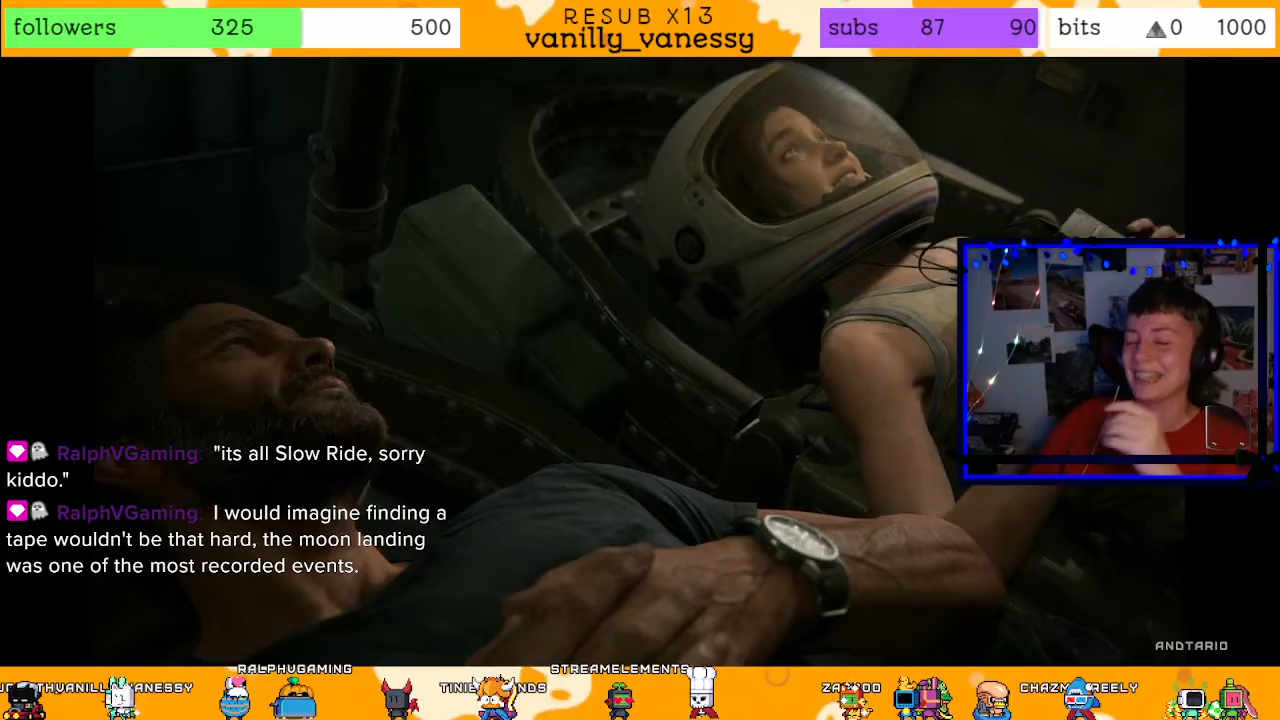 followers 325 500
RESUB X13
vanilly_vanessy
subs 87 90
bits 0 1000
RalphVGaming: "its all Slow Ride, sorry
kiddo."
RalphVGaming: I would imagine finding a
tape wouldn't be that hard, the moon landing
was one of the most recorded events.
ANDTARIO
RALPHVGAMING
STREAMELEMENTS